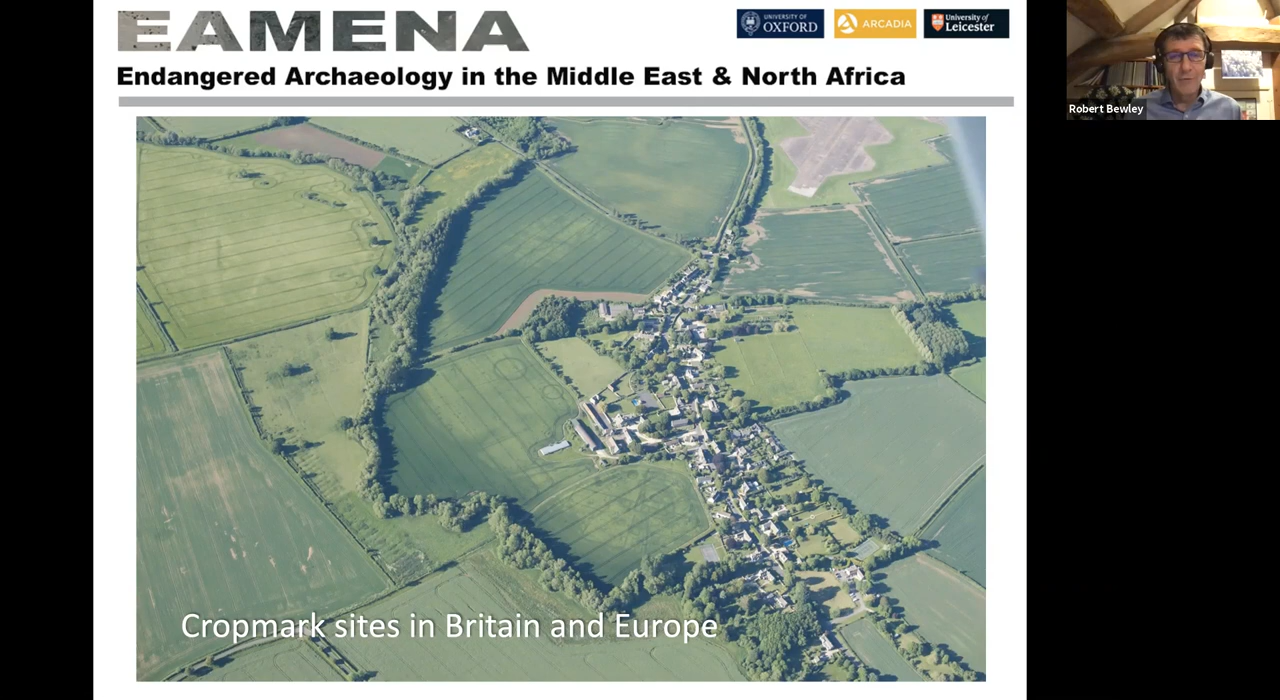 EAMENA
UNIVERSITY OF
OXFORD
ARCADIA
University of
Leicester
Endangered Archaeology in the Middle East & North Africa
Robert Bewley
Cropmark sites in Britain and Europe